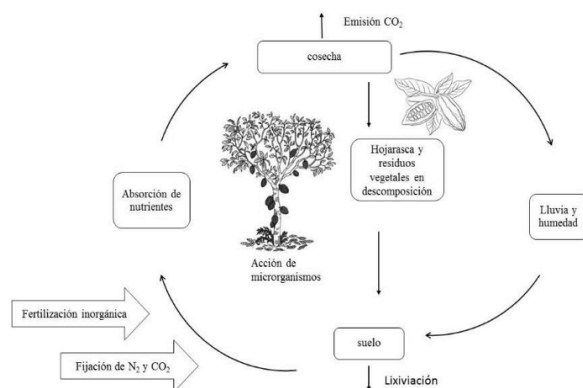 Emisión CO₂
cosecha
Hojarasca y
residuos
vegetales en
descomposición
Absorción de
nutrientes
Lluvia y
humedad
Acción de
microrganismos
Fertilización inorgánica
suelo
Fijación de N₂ y CO₂
Lixiviación